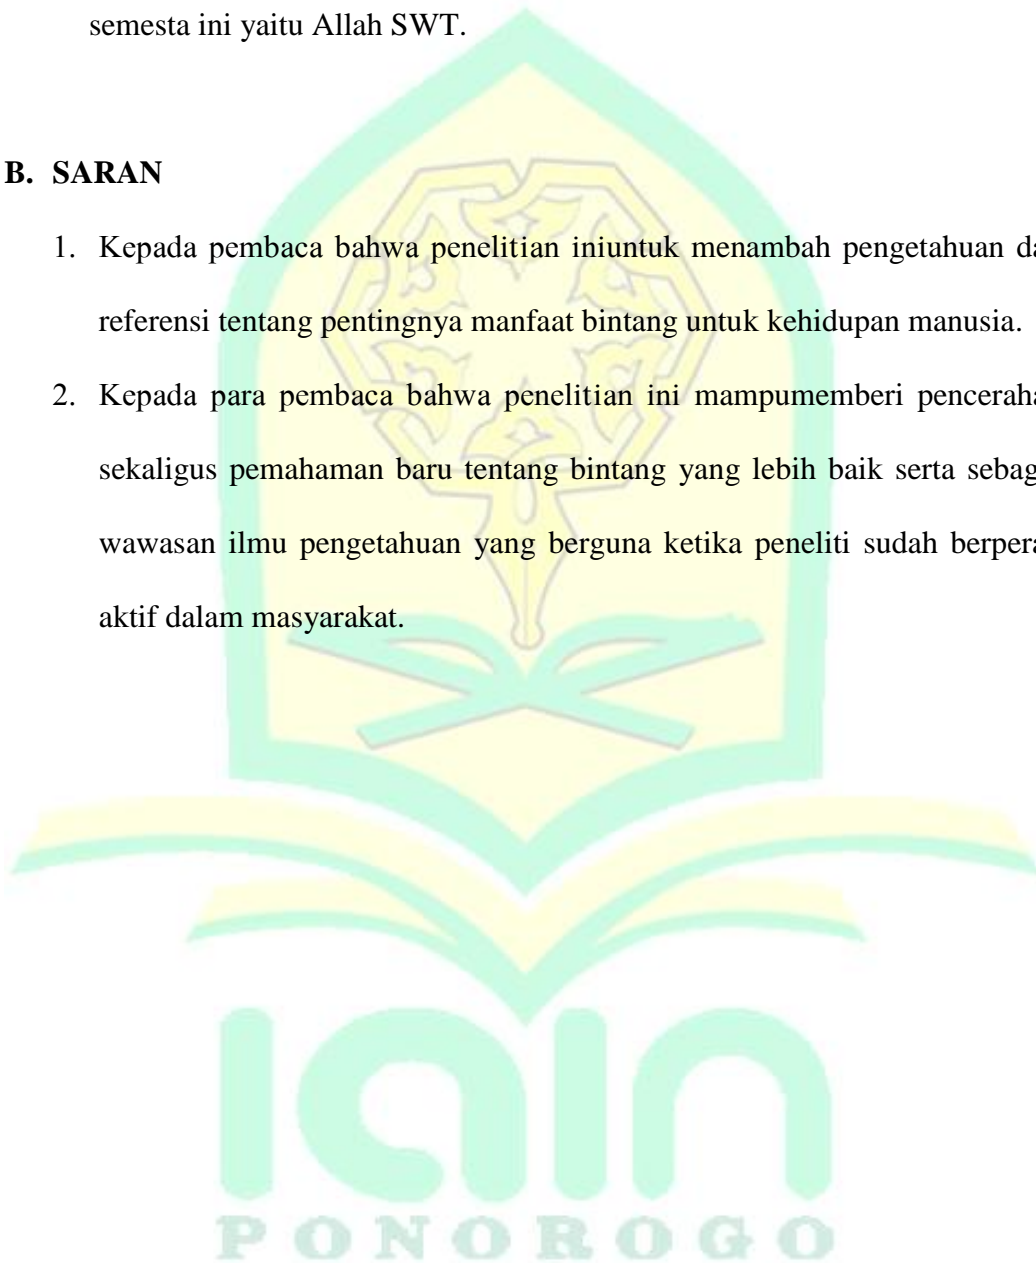 semesta ini yaitu Allah SWT.
B. SARAN
1. Kepada pembaca bahwa penelitian iniuntuk menambah pengetahuan da
referensi tentang pentingnya manfaat bintang untuk kehidupan manusia.
2. Kepada para pembaca bahwa penelitian ini mampumemberi penceraha
sekaligus pemahaman baru tentang bintang yang lebih baik serta sebag
wawasan ilmu pengetahuan yang berguna ketika peneliti sudah berpera
aktif dalam masyarakat.
iain
PONOROGO